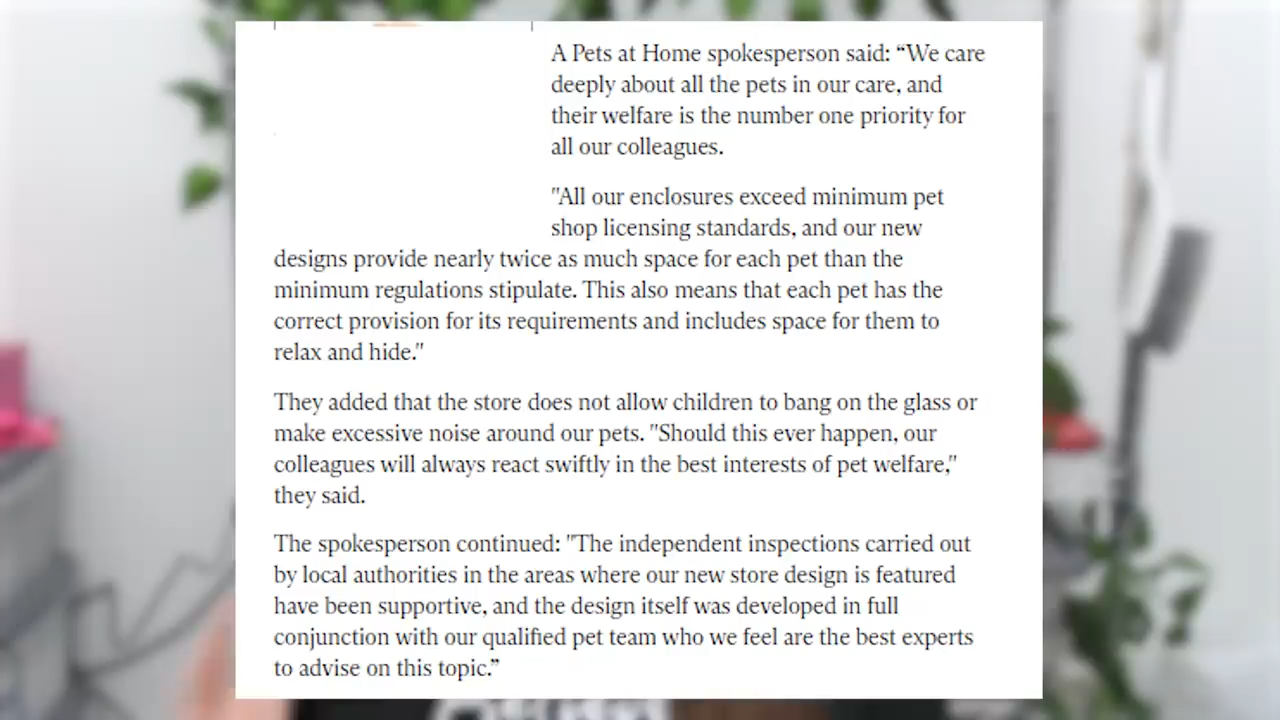 A Pets at Home spokesperson said: “We care
deeply about all the pets in our care, and
their welfare is the number one priority for
all our colleagues.
"All our enclosures exceed minimum pet
shop licensing standards, and our new
designs provide nearly twice as much space for each pet than the
minimum regulations stipulate. This also means that each pet has the
correct provision for its requirements and includes space for them to
relax and hide."
They added that the store does not allow children to bang on the glass or
make excessive noise around our pets. "Should this ever happen, our
colleagues will always react swiftly in the best interests of pet welfare,"
they said.
The spokesperson continued: "The independent inspections carried out
by local authorities in the areas where our new store design is featured
have been supportive, and the design itself was developed in full
conjunction with our qualified pet team who we feel are the best experts
to advise on this topic.”